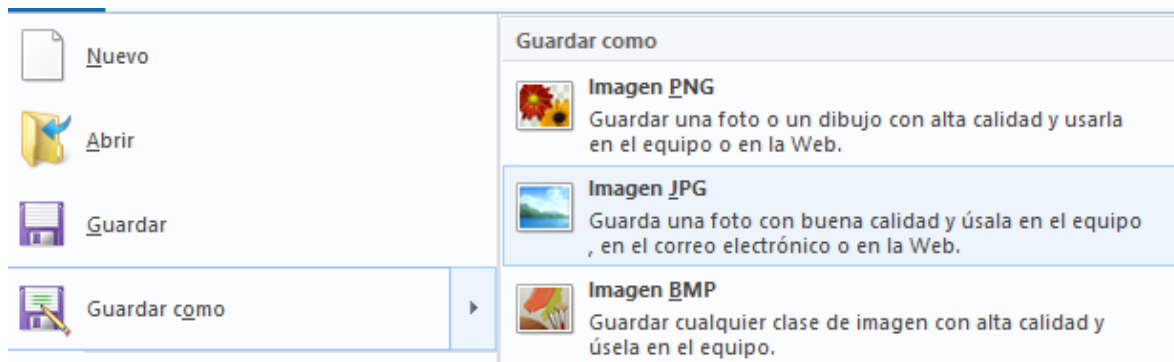 Nuevo
Abrir
Guardar
Guardar como
Guardar como
Imagen PNG
Guardar una foto o un dibujo con alta calidad y usarla
en el equipo o en la Web.
Imagen JPG
Guarda una foto con buena calidad y úsala en el equipo
, en el correo electrónico o en la Web.
Imagen BMP
Guardar cualquier clase de imagen con alta calidad y
úsela en el equipo.